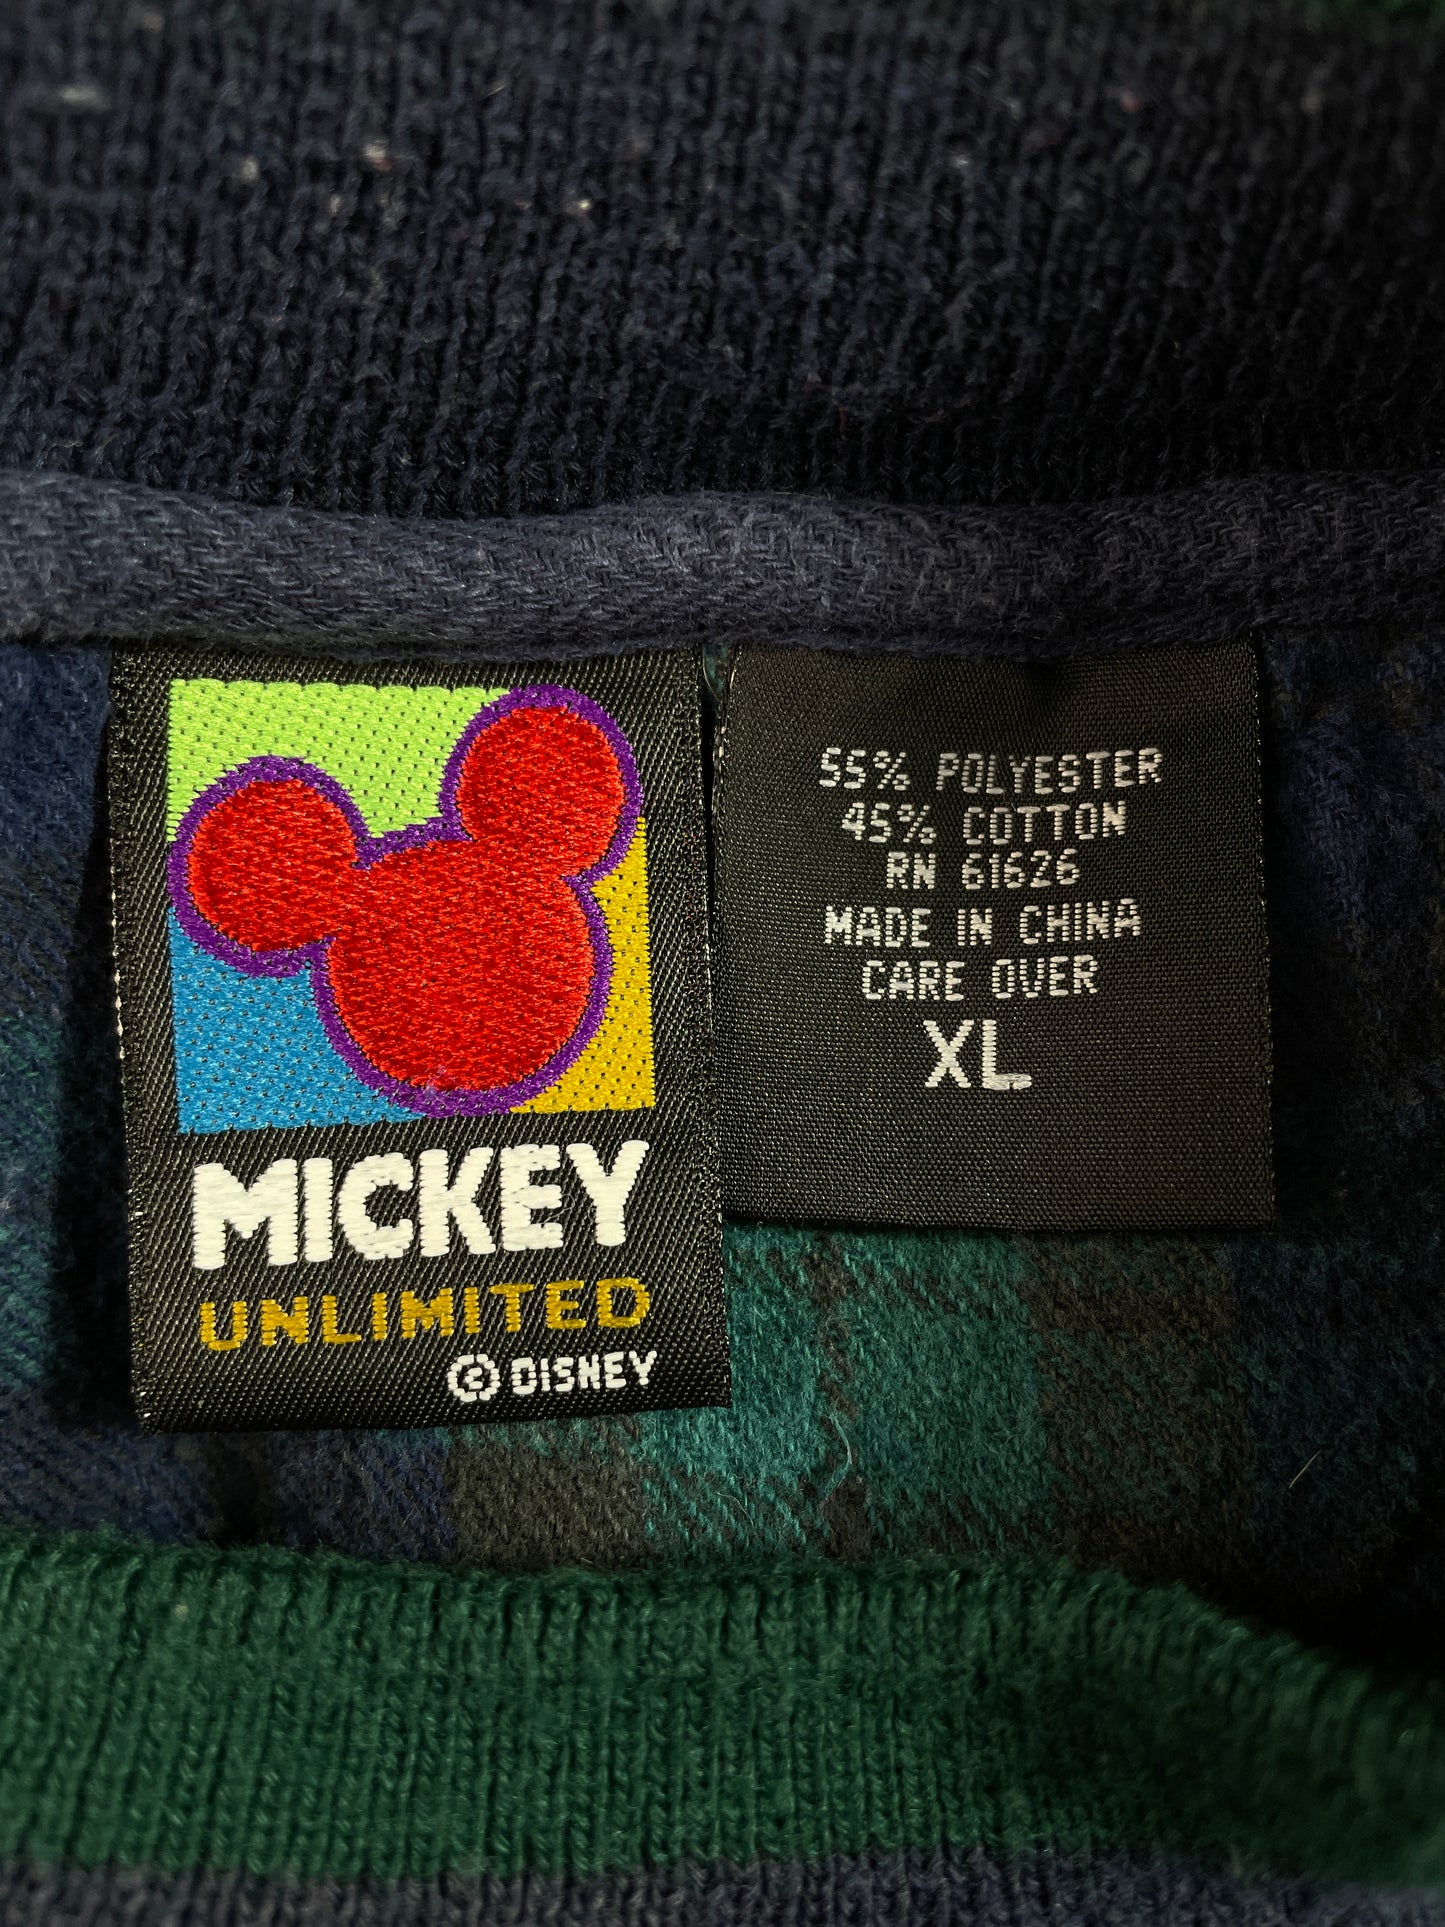 MICKEY
UNLIMITED
© DISNEY
55% POLYESTER
45% COTTON
RN 61626
MADE IN CHINA
CARE OVER
XL